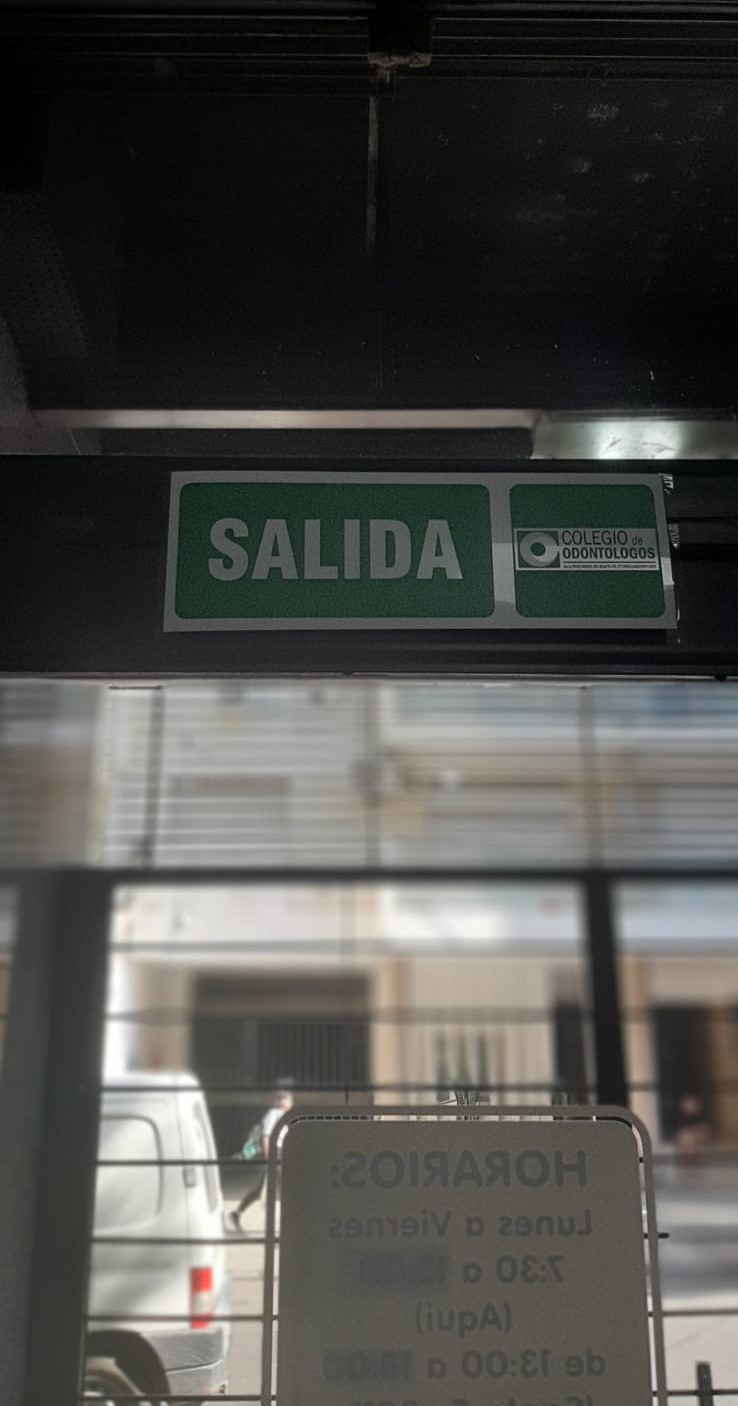 SALIDA
COLEGIO de
ODONTOLOGOS
HORARIOS:
Lunes a Viernes
7:30 a
(Aquí)
de 13:00 a